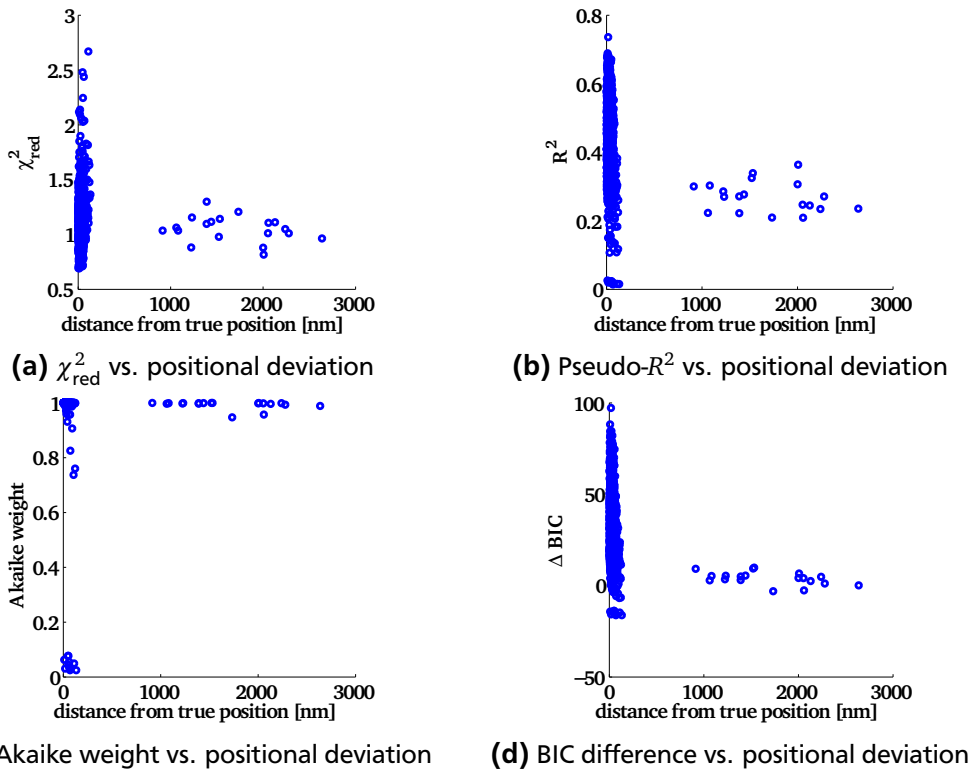 3
2.5
2
1.5
1
0.5
χ²red
0 1000 2000 3000
distance from true position [nm]
(a) χ²red vs. positional deviation
0.8
0.6
0.4
0.2
0
R²
0 1000 2000 3000
distance from true position [nm]
(b) Pseudo-R² vs. positional deviation
1
0.8
0.6
0.4
0.2
0
Akaike weight
0 1000 2000 3000
distance from true position [nm]
Akaike weight vs. positional deviation
100
50
0
−50
Δ BIC
0 1000 2000 3000
distance from true position [nm]
(d) BIC difference vs. positional deviation